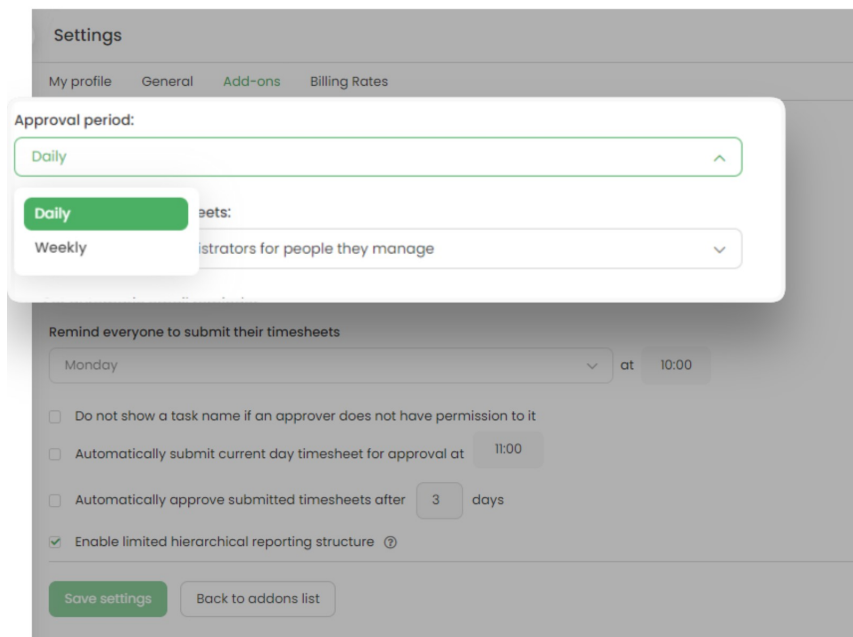 Settings
My profile General Add-ons Billing Rates
Approval period:
Daily
Daily
eets:
Weekly
istrators for people they manage
Remind everyone to submit their timesheets
Monday at 10:00
Do not show a task name if an approver does not have permission to it
Automatically submit current day timesheet for approval at 11:00
Automatically approve submitted timesheets after 3 days
Enable limited hierarchical reporting structure ?
Save settings Back to addons list